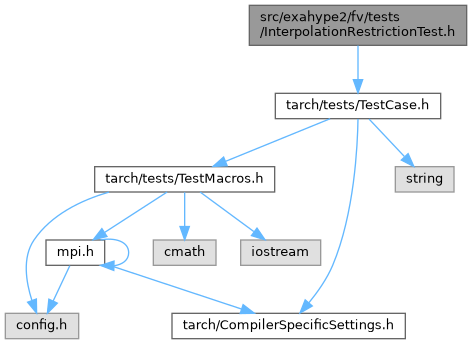 src/exahype2/fv/tests
/InterpolationRestrictionTest.h
tarch/tests/TestCase.h
tarch/tests/TestMacros.h
string
mpi.h
cmath
iostream
config.h
tarch/CompilerSpecificSettings.h